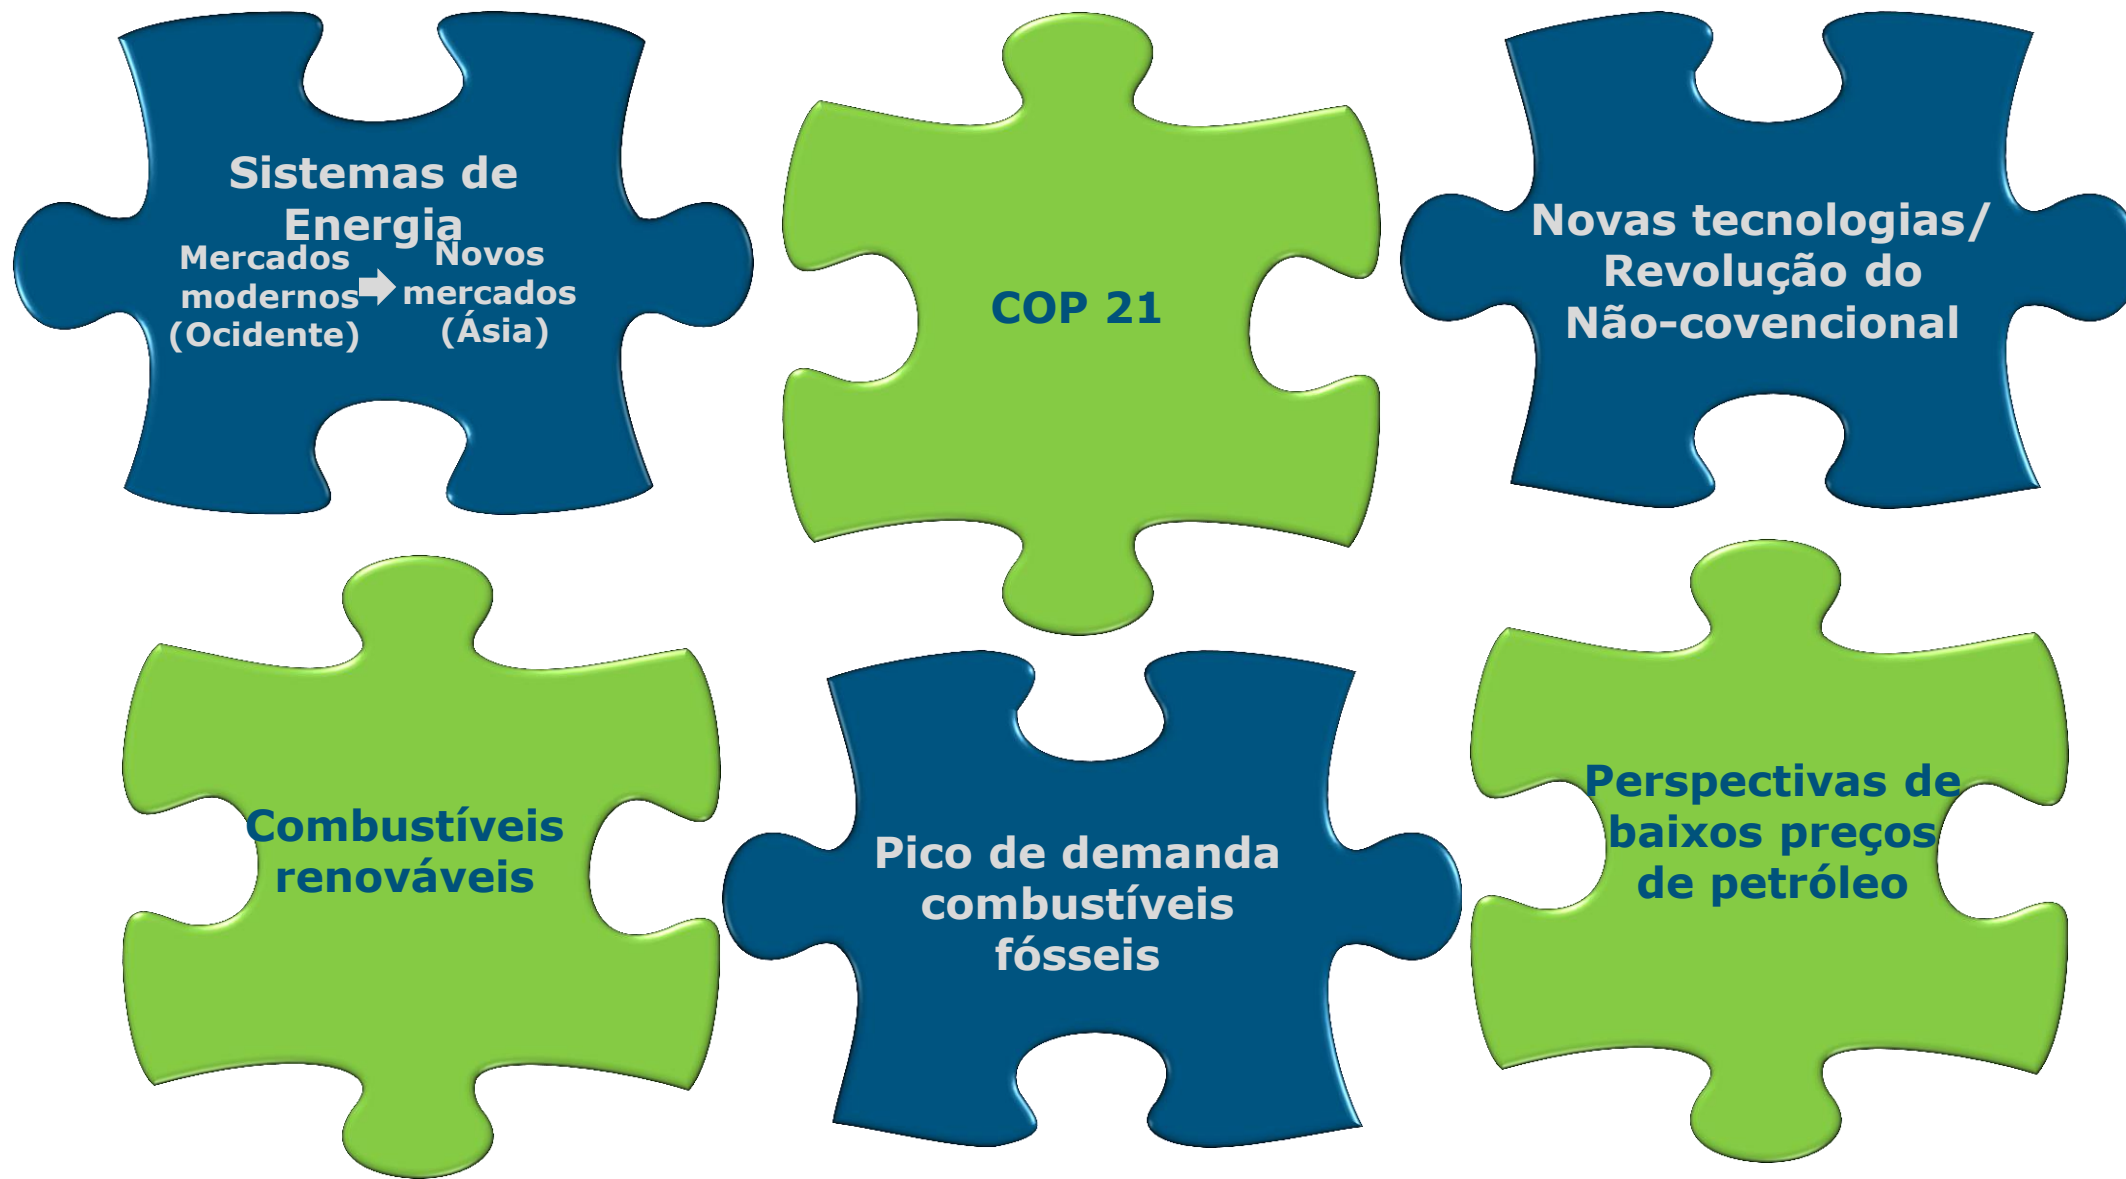 Sistemas de
Energia
Mercados
modernos
(Ocidente)
Novos
mercados
(Ásia)
COP 21
Novas tecnologias/
Revolução do
Não-covencional
Combustíveis
renováveis
Pico de demanda
combustíveis
fósseis
Perspectivas de
baixos preços
de petróleo